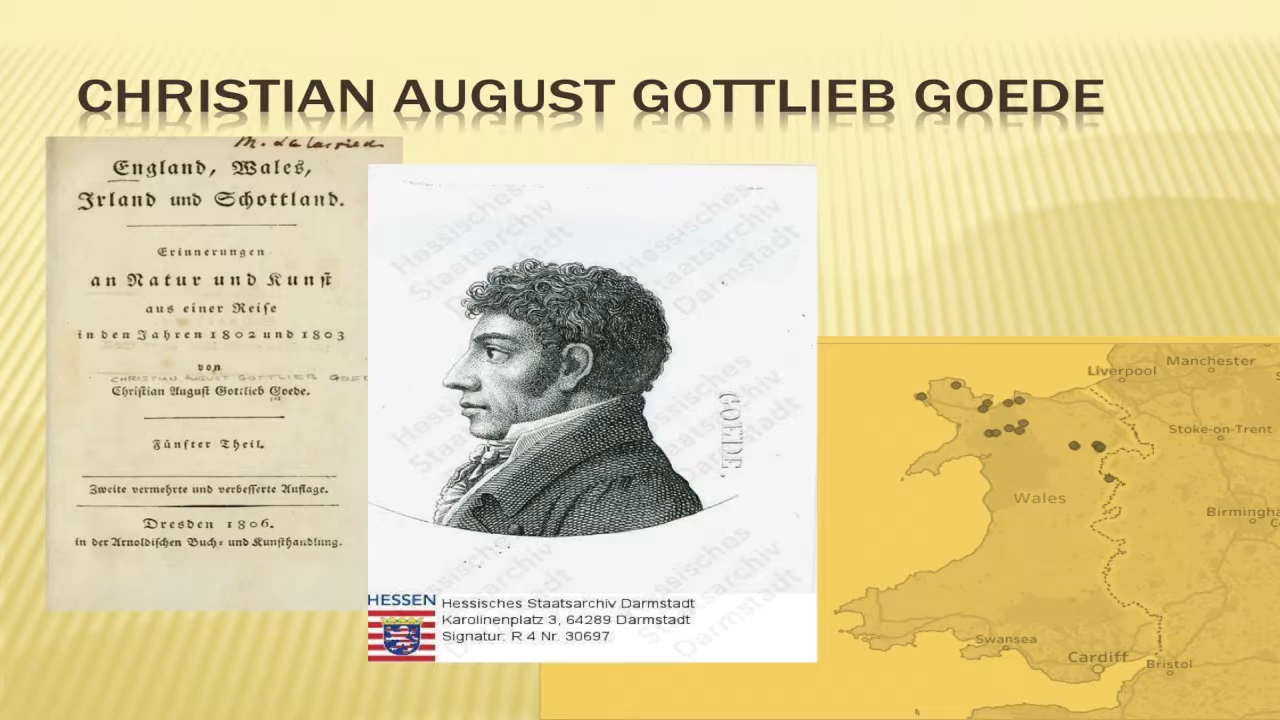 CHRISTIAN AUGUST GOTTLIEB GOEDE
England, Wales,
Irland und Schottland.
Erinnerungen
an Natur und Kunst
aus einer Reise
in den Jahren 1802 und 1803
von
CHRISTIAN AUGUST GOTTLIEB
Christian August Gottlieb Goede.
Fünfter Theil.
Zweite vermehrte und verbesserte Auflage.
Dresden 1806.
in der Arnoldischen Buch- und Kunsthandlung.
Hessisches
Staatsarchiv
Darmstadt
GOEDE.
HESSEN
Hessisches Staatsarchiv Darmstadt
Karolinenplatz 3, 64289 Darmstadt
Signatur: R 4 Nr. 30697
Manchester
Liverpool
Stoke-on-Trent
Wales
Swansea
Cardiff
Bristol